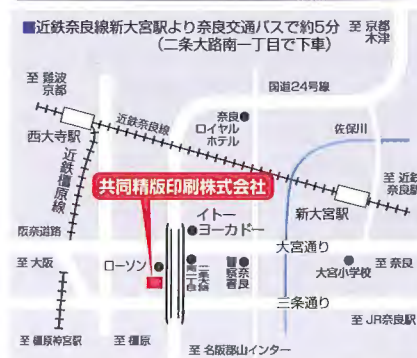 ■近鉄奈良線新大宮駅より奈良交通バスで約5分
(二条大路南一丁目で下車)
至 京都
木津
至 難波
京都
国道24号線
近鉄奈良線
奈良
ロイヤル
ホテル
佐保川
西大寺駅
近鉄橿原線
共同精版印刷株式会社
至 近鉄
奈良駅
新大宮駅
イトー
ヨーカドー
阪奈道路
大宮通り
至 大阪
ローソン
二条大路
南一丁目
奈良
警察署
大宮小学校
至 奈良
三条通り
至 JR奈良駅
至 橿原神宮駅
至 橿原
至 名阪郡山インター